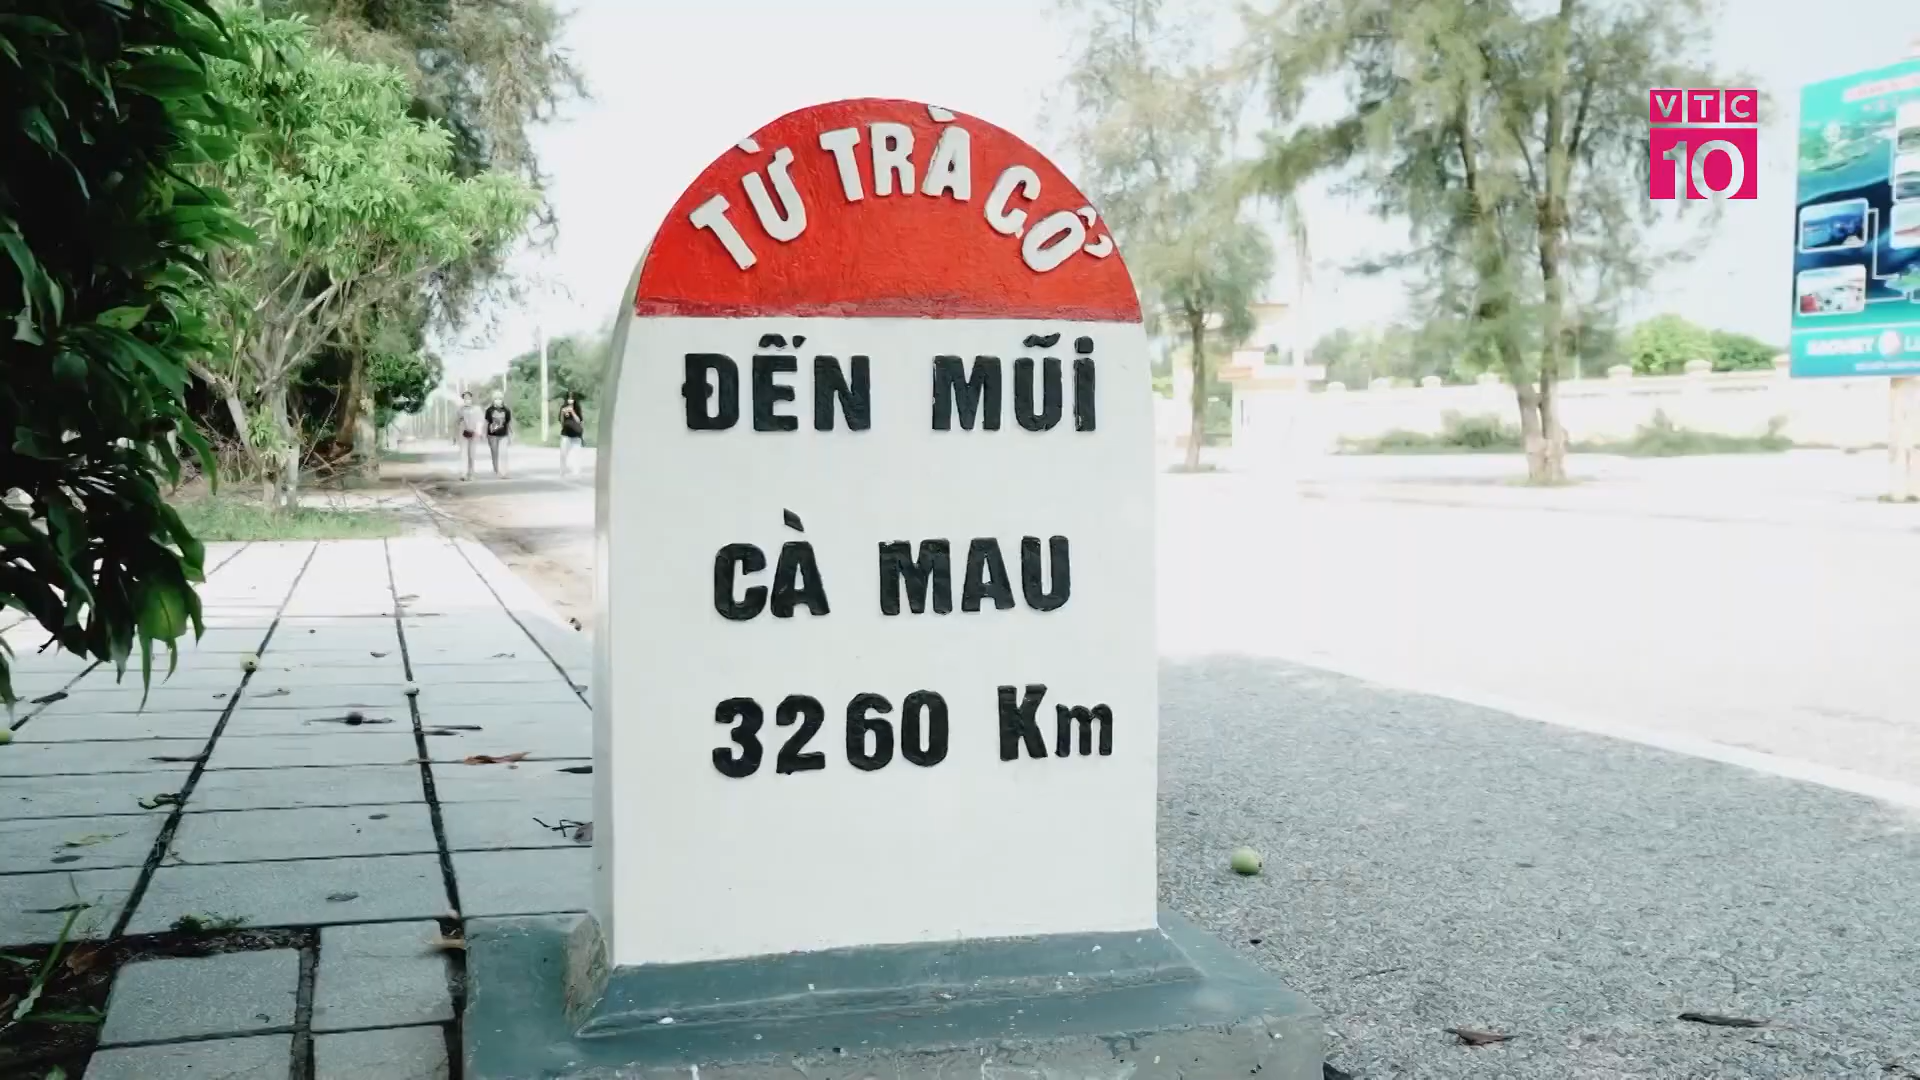 TỪ TRÀ CỔ
ĐẾN MŨI
CÀ MAU
3260 Km
VTC
10